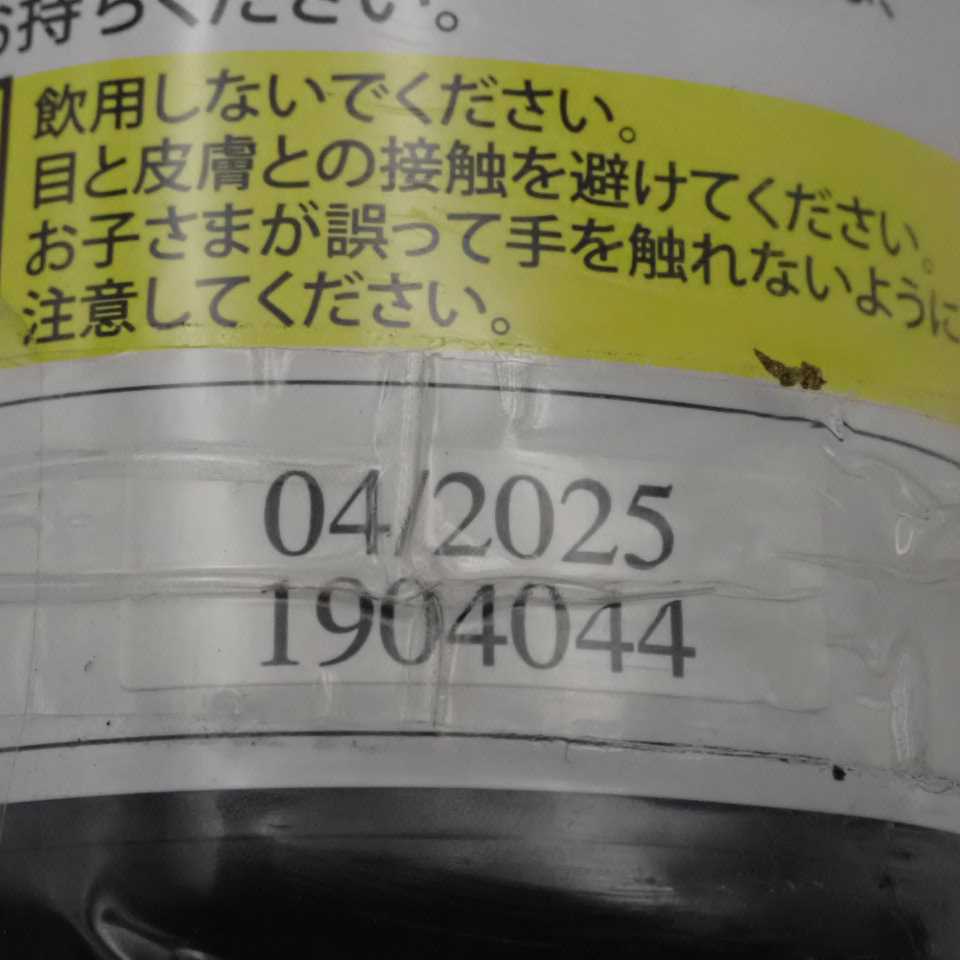 お持ちください。
飲用しないでください。
目と皮膚との接触を避けてください。
お子さまが誤って手を触れないように
注意してください。
04/2025
1904044